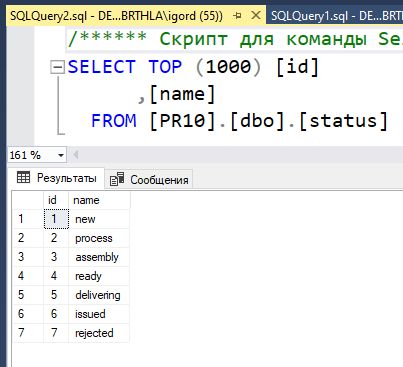 SQLQuery2.sql - DE...BRTHLA\igord (55))
SQLQuery1.sql - DE
/****** Скрипт для команды Se
SELECT TOP (1000) [id]
,[name]
FROM [PR10].[dbo].[status]
161 %
Результаты Сообщения
id name
1 1 new
2 2 process
3 3 assembly
4 4 ready
5 5 delivering
6 6 issued
7 7 rejected